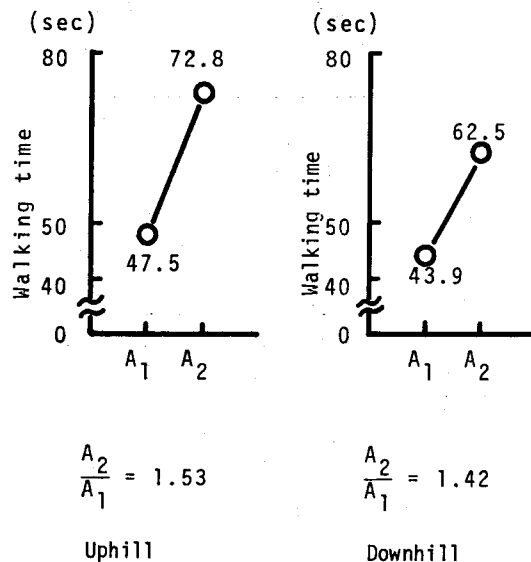 (sec)
80
72.8
50
47.5
40
0
Walking time
A1 A2
A2
A1 = 1.53
Uphill
(sec)
80
62.5
50
43.9
40
0
Walking time
A1 A2
A2
A1 = 1.42
Downhill